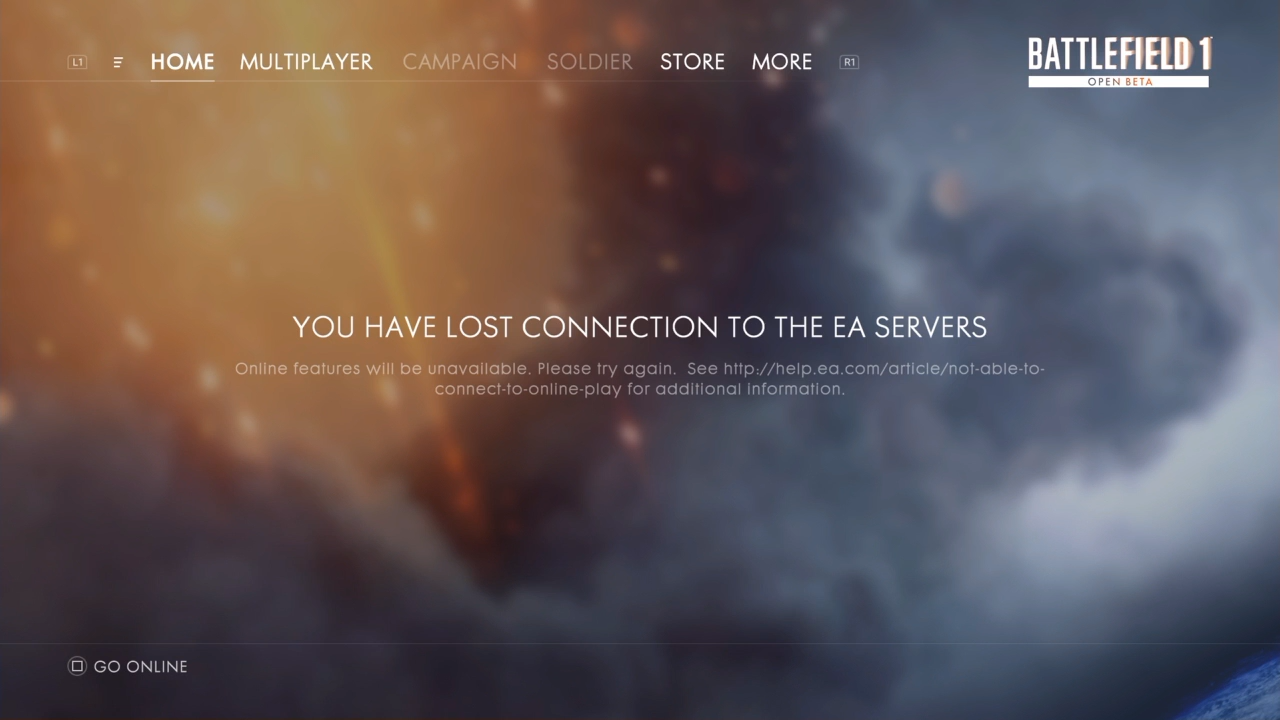 L1 HOME MULTIPLAYER CAMPAIGN SOLDIER STORE MORE R1
BATTLEFIELD 1
OPEN BETA
YOU HAVE LOST CONNECTION TO THE EA SERVERS
Online features will be unavailable. Please try again. See http://help.ea.com/article/not-able-to-
connect-to-online-play for additional information.
GO ONLINE